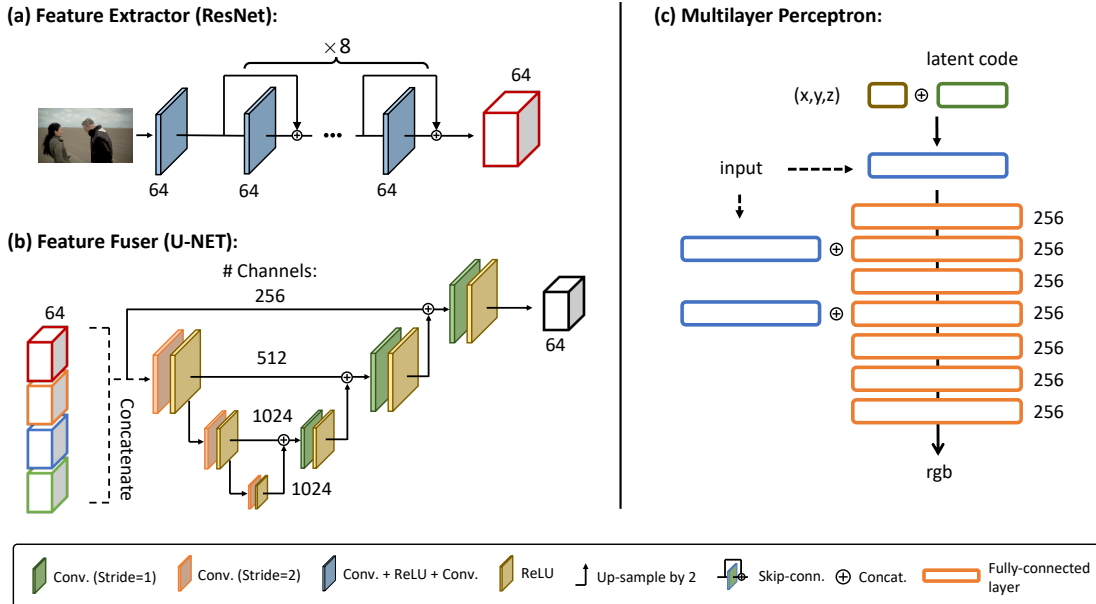 (a) Feature Extractor (ResNet):
×8
64
64
64
64
(b) Feature Fuser (U-NET):
# Channels:
256
64
512
64
Concatenate
1024
1024
(c) Multilayer Perceptron:
latent code
(x,y,z)
⊕
input
256
⊕
256
256
⊕
256
256
256
256
rgb
Conv. (Stride=1)
Conv. (Stride=2)
Conv. + ReLU + Conv.
ReLU
Up-sample by 2
Skip-conn.
⊕ Concat.
Fully-connected
layer